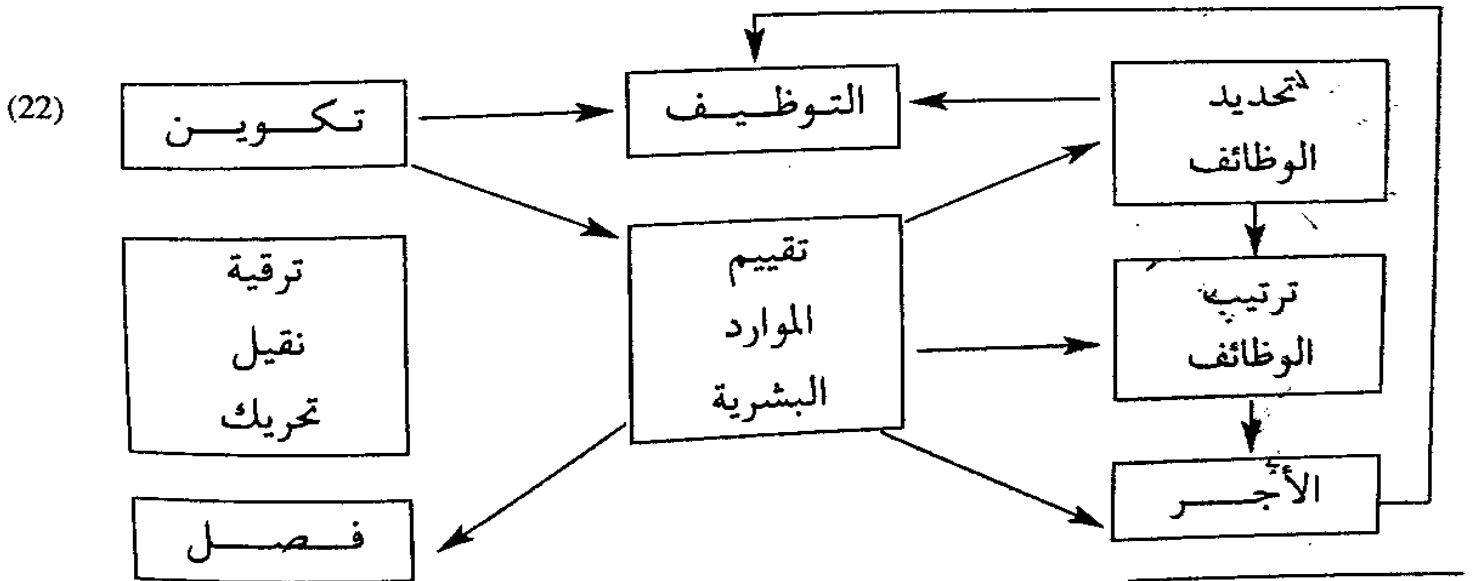 (22)
تحديد
الوظائف
التوظيف
تكوين
تقييم
الموارد
البشرية
ترتيب
الوظائف
ترقية
نقيل
تحريك
الأجر
فصل